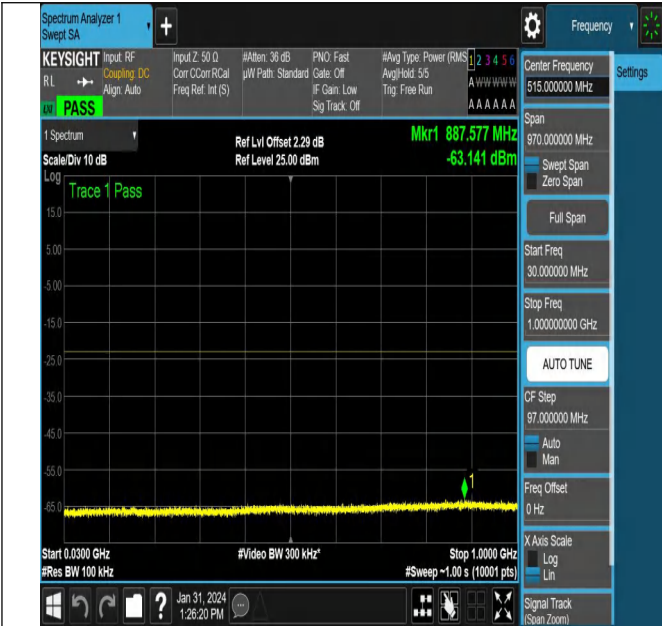 Spectrum Analyzer 1
Swept SA
+
Frequency
KEYSIGHT
RL
LXI
PASS
Input: RF
Coupling: DC
Align: Auto
Input Z: 50 Ω
Corr CCorr RCal
Freq Ref: Int (S)
#Atten: 36 dB
µW Path: Standard
PNO: Fast
Gate: Off
IF Gain: Low
Sig Track: Off
#Avg Type: Power (RMS
Avg|Hold: 5/5
Trig: Free Run
1 2 3 4 5 6
A W W W W W
A A A A A A
1 Spectrum
Scale/Div 10 dB
Log
Ref Lvl Offset 2.29 dB
Ref Level 25.00 dBm
Mkr1 887.577 MHz
-63.141 dBm
Trace 1 Pass
15.0
5.00
-5.00
-15.0
-25.0
-35.0
-45.0
-55.0
-65.0
1
Start 0.0300 GHz
#Res BW 100 kHz
#Video BW 300 kHz*
Stop 1.0000 GHz
#Sweep ~1.00 s (10001 pts)
Jan 31, 2024
1:26:20 PM
?
Center Frequency
515.000000 MHz
Span
970.000000 MHz
Swept Span
Zero Span
Full Span
Start Freq
30.000000 MHz
Stop Freq
1.000000000 GHz
AUTO TUNE
CF Step
97.000000 MHz
Auto
Man
Freq Offset
0 Hz
X Axis Scale
Log
Lin
Signal Track
(Span Zoom)
Settings